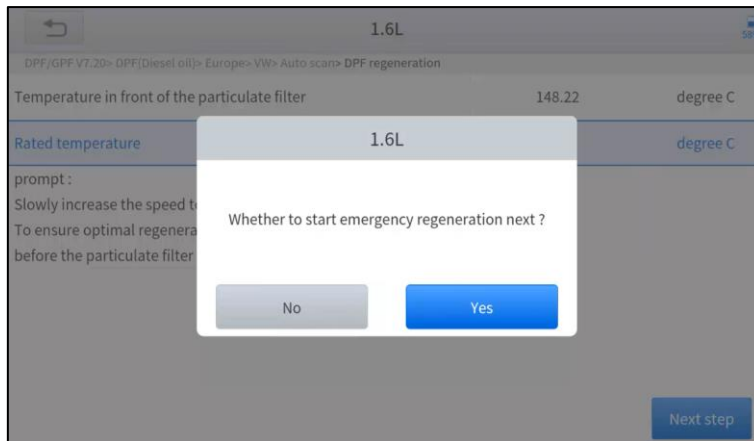 1.6L
58
DPF/GPF V7.20> DPF(Diesel oil)> Europe> VW> Auto scan> DPF regeneration
Temperature in front of the particulate filter 148.22 degree C
Rated temperature degree C
1.6L
prompt :
Slowly increase the speed t
To ensure optimal regenera
before the particulate filter
Whether to start emergency regeneration next ?
No Yes
Next step